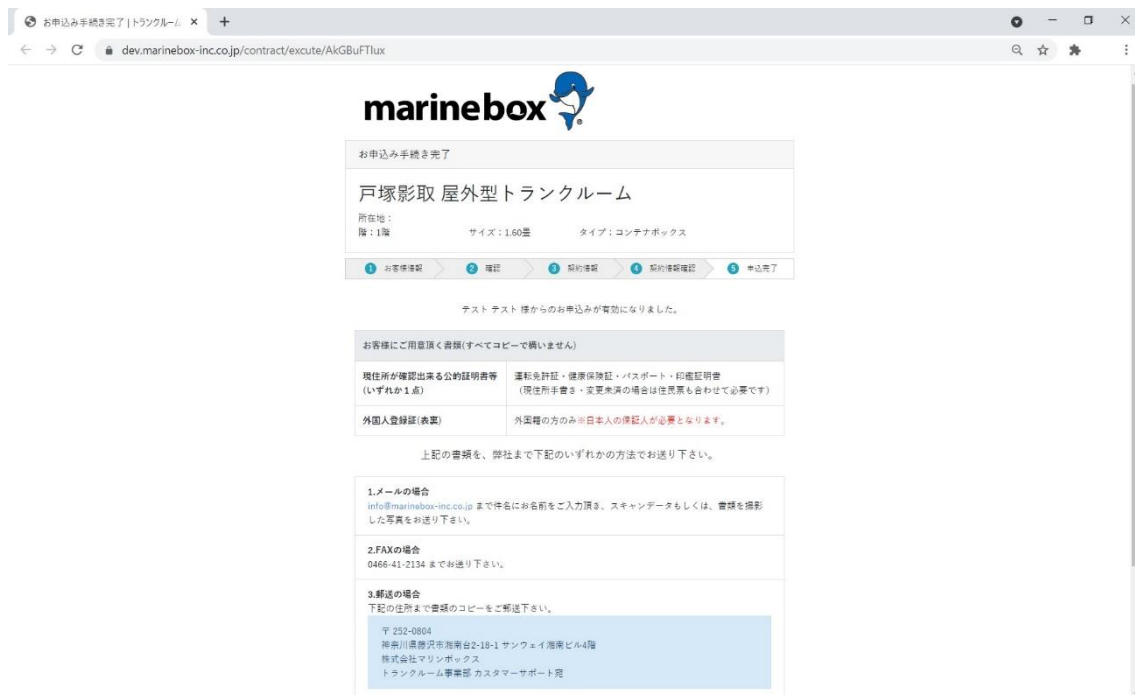 お申込み手続き完了 | トランクルーム
dev.marinebox-inc.co.jp/contract/excute/AkGBuFTIux
marinebox
お申込み手続き完了
戸塚影取 屋外型トランクルーム
所在地：
階：1階 サイズ：1.60畳 タイプ：コンテナボックス
1 お客様情報 2 確認 3 契約情報 4 契約情報確認 5 申込完了
テスト テスト 様からのお申込みが有効になりました。
お客様にご用意頂く書類(すべてコピーで構いません)
現住所が確認出来る公的証明書等 運転免許証・健康保険証・パスポート・印鑑証明書
(いずれか１点) （現住所手書き・変更未済の場合は住民票も合わせて必要です）
外国人登録証(表裏) 外国籍の方のみ※日本人の保証人が必要となります。
上記の書類を、弊社まで下記のいずれかの方法でお送り下さい。
1.メールの場合
info@marinebox-inc.co.jp まで件名にお名前をご入力頂き、スキャンデータもしくは、書類を撮影
した写真をお送り下さい。
2.FAXの場合
0466-41-2134 までお送り下さい。
3.郵送の場合
下記の住所まで書類のコピーをご郵送下さい。
〒 252-0804
神奈川県藤沢市湘南台2-18-1 サンウェイ湘南ビル4階
株式会社マリンボックス
トランクルーム事業部 カスタマーサポート宛